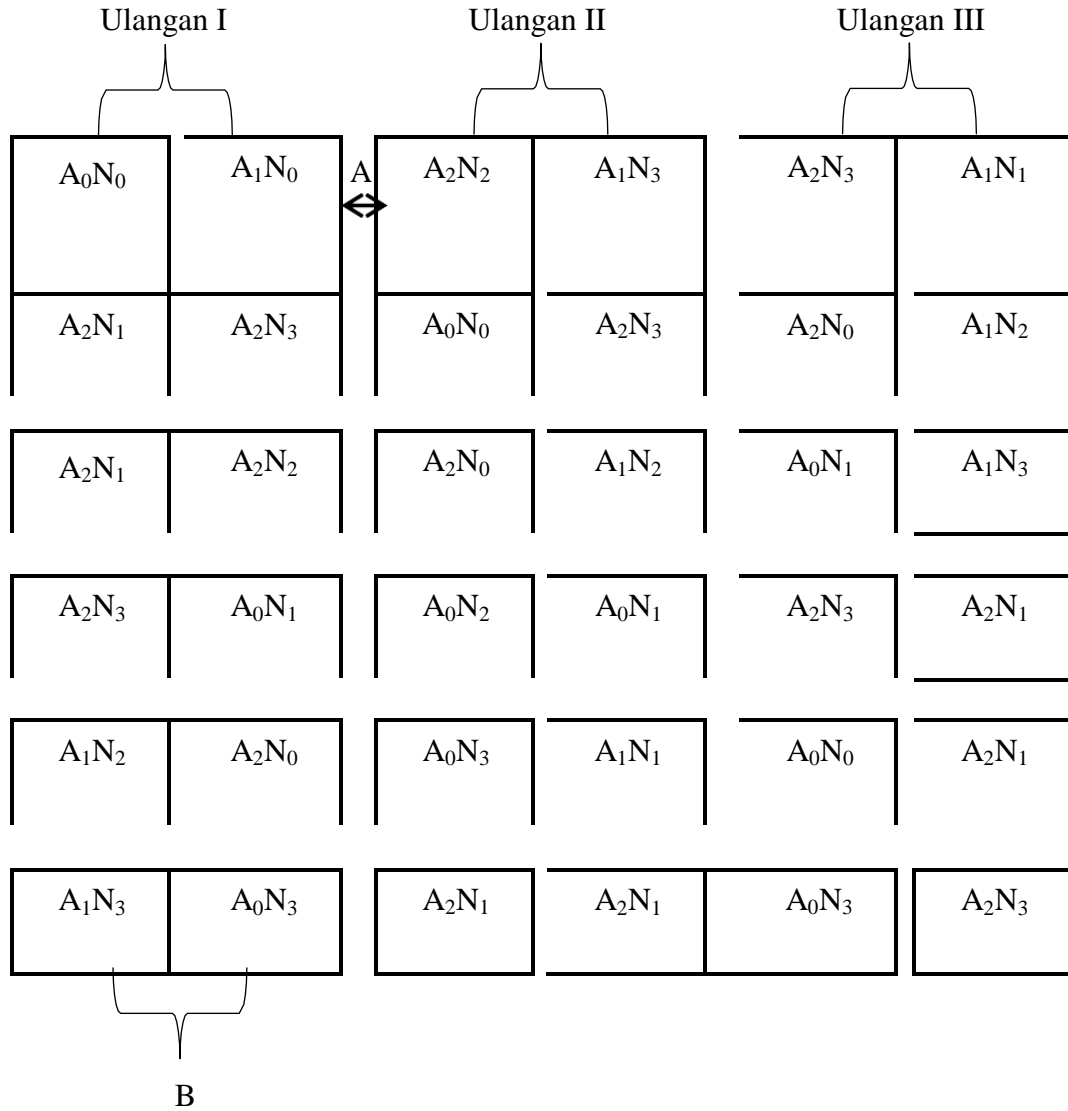 Ulangan I Ulangan II Ulangan III
A₀N₀ A₁N₀ A A₂N₂ A₁N₃ A₂N₃ A₁N₁
A₂N₁ A₂N₃ A₀N₀ A₂N₃ A₂N₀ A₁N₂
A₂N₁ A₂N₂ A₂N₀ A₁N₂ A₀N₁ A₁N₃
A₂N₃ A₀N₁ A₀N₂ A₀N₁ A₂N₃ A₂N₁
A₁N₂ A₂N₀ A₀N₃ A₁N₁ A₀N₀ A₂N₁
A₁N₃ A₀N₃ A₂N₁ A₂N₁ A₀N₃ A₂N₃
B